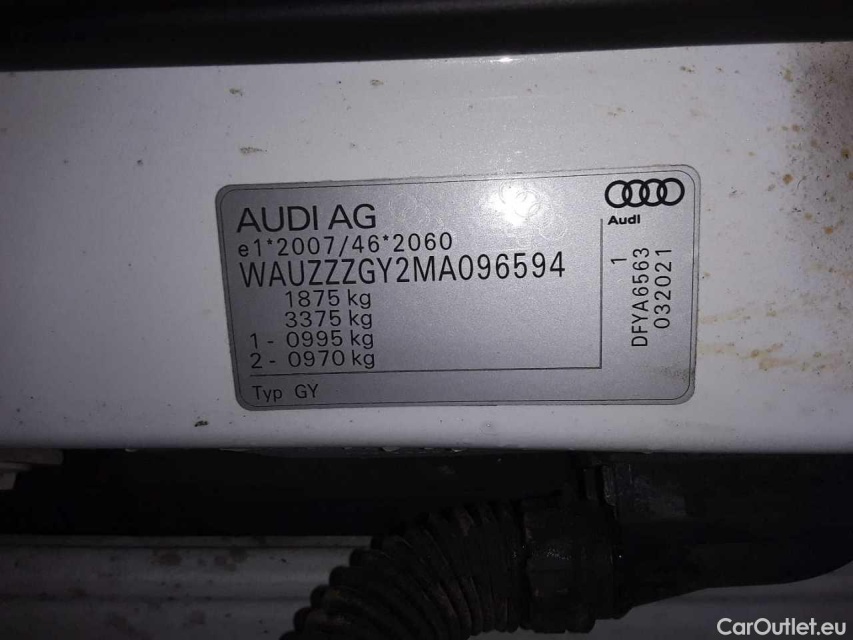 AUDI AG
e1*2007/46*2060
WAUZZZGY2MA096594
1875 kg
3375 kg
1 - 0995 kg
2 - 0970 kg
Typ GY
Audi
1
DFYA6563
032021
CarOutlet.eu